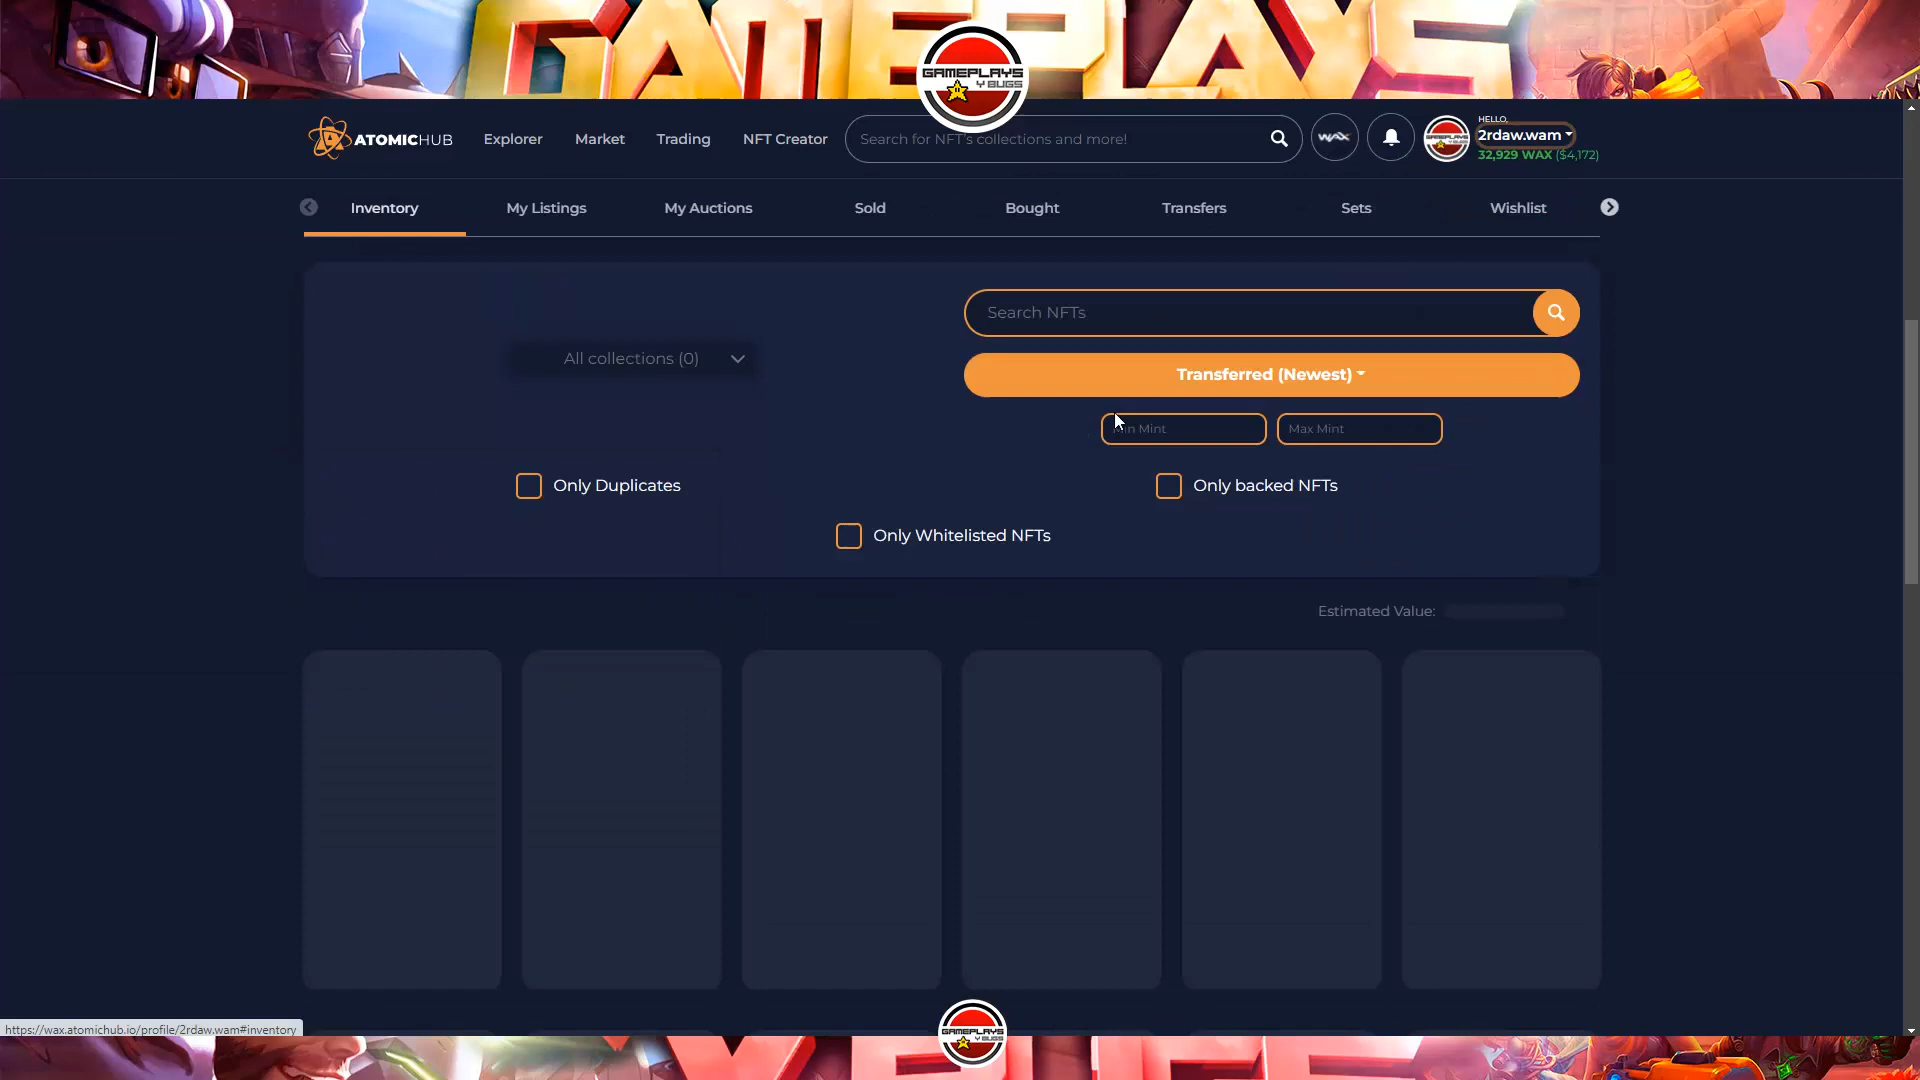 GAMEPLAYS
GAMEPLAYS
Y BUGS
ATOMICHUB
Explorer
Market
Trading
NFT Creator
Search for NFT's collections and more!
WAX
HELLO,
2rdaw.wam
32,929 WAX ($4,172)
Inventory
My Listings
My Auctions
Sold
Bought
Transfers
Sets
Wishlist
Search NFTs
All collections (0)
Transferred (Newest)
Min Mint
Max Mint
Only Duplicates
Only backed NFTs
Only Whitelisted NFTs
Estimated Value:
https://wax.atomichub.io/profile/2rdaw.wam#inventory
GAMEPLAYS
Y BUGS